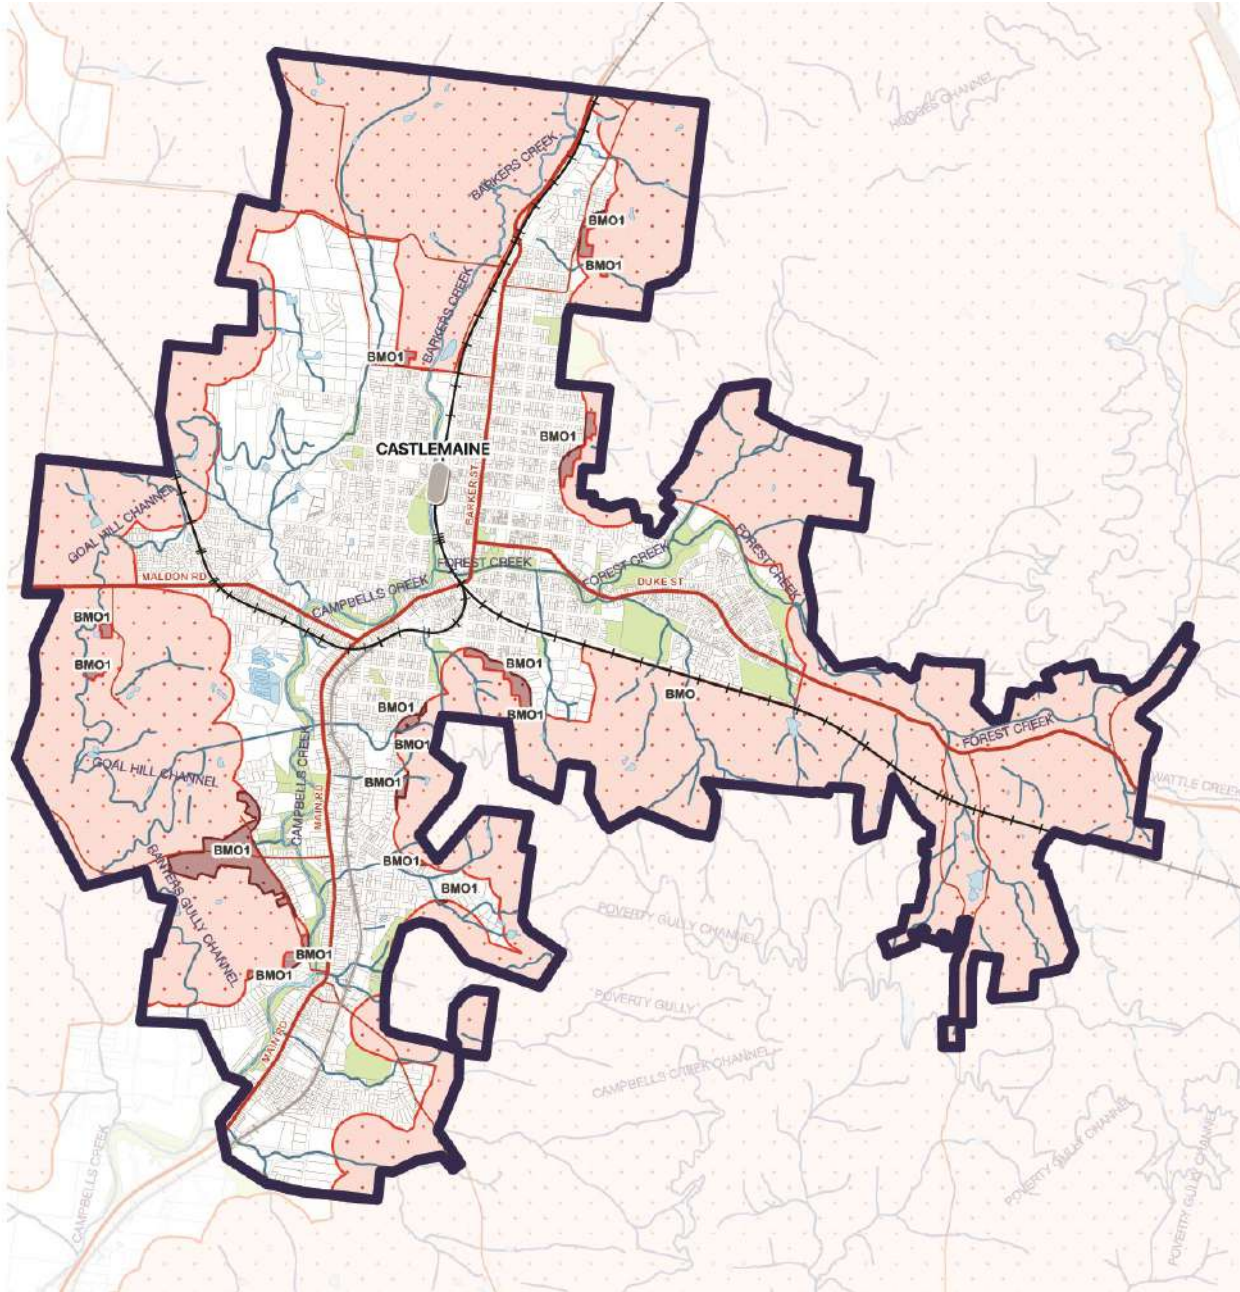 HODGES CHANNEL
BARKERS CREEK
BMO1
BMO1
BARKERS CREEK
BMO1
BMO1
CASTLEMAINE
BARKER ST
GOAL HILL CHANNEL
FOREST CREEK
FOREST CREEK
FOREST CREEK
MALDON RD
DUKE ST
CAMPBELLS CREEK
BMO1
BMO1
BMO1
BMO
BMO1
BMO1
BMO1
FOREST CREEK
GOAL HILL CHANNEL
CAMPBELLS CREEK
MAIN RD
BMO1
WATTLE CREEK
BMO1
BMO1
BMO1
BANTERS GULLY CHANNEL
POVERTY GULLY CHANNEL
BMO1
BMO1
POVERTY GULLY
MAIN RD
CAMPBELLS CREEK CHANNEL
CAMPBELLS CREEK
POVERTY GULLY CHANNEL
POVERTY GULLY CHANNEL